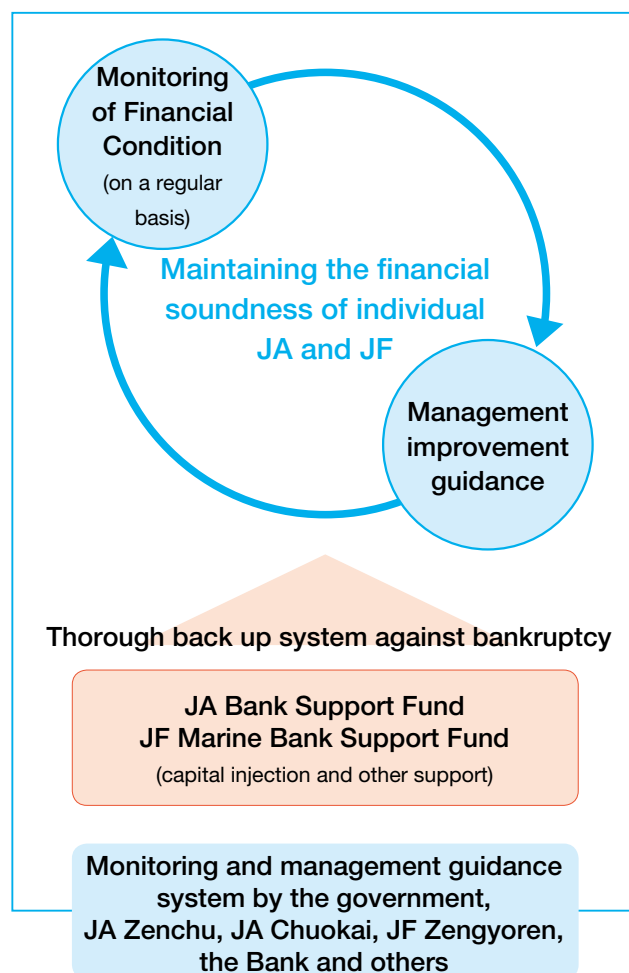 Monitoring
of Financial
Condition
(on a regular
basis)
Maintaining the financial
soundness of individual
JA and JF
Management
improvement
guidance
Thorough back up system against bankruptcy
JA Bank Support Fund
JF Marine Bank Support Fund
(capital injection and other support)
Monitoring and management guidance
system by the government,
JA Zenchu, JA Chuokai, JF Zengyoren,
the Bank and others